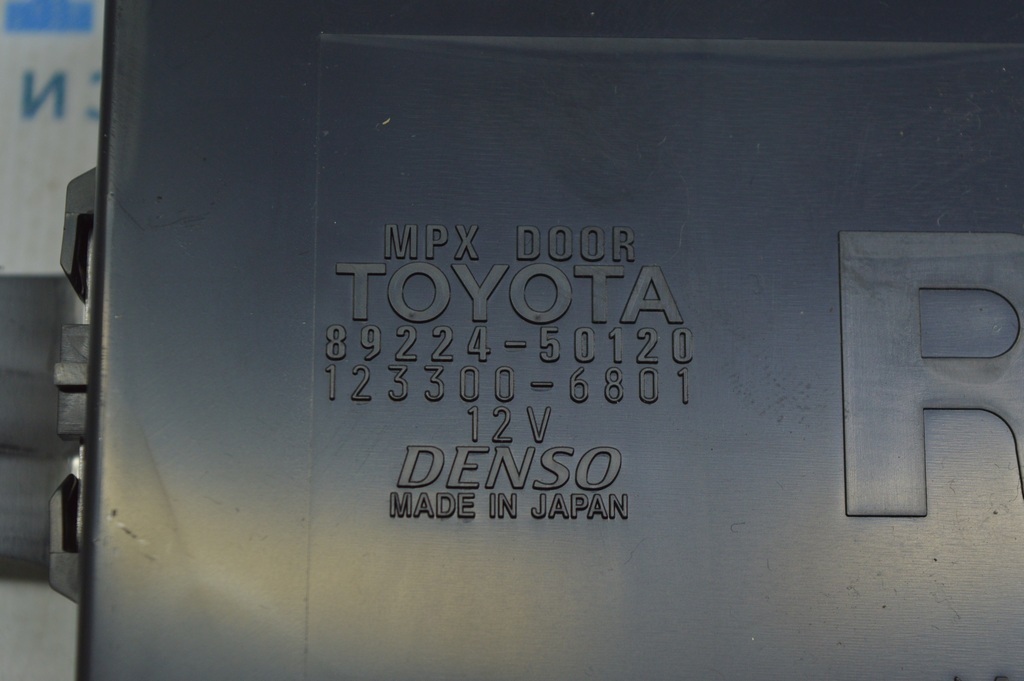 MPX DOOR
TOYOTA
89224-50120
123300-6801
12V
DENSO
MADE IN JAPAN
R